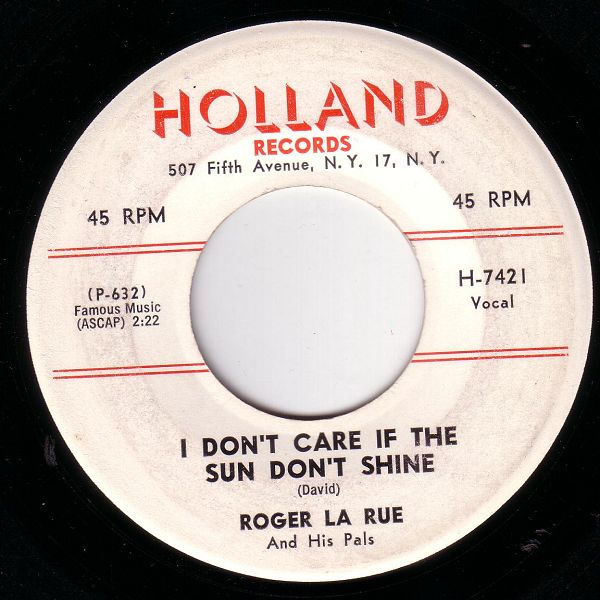 HOLLAND
RECORDS
507 Fifth Avenue, N.Y. 17, N.Y.
45 RPM
45 RPM
(P-632)
Famous Music
(ASCAP) 2:22
H-7421
Vocal
I DON'T CARE IF THE
SUN DON'T SHINE
(David)
ROGER LA RUE
And His Pals